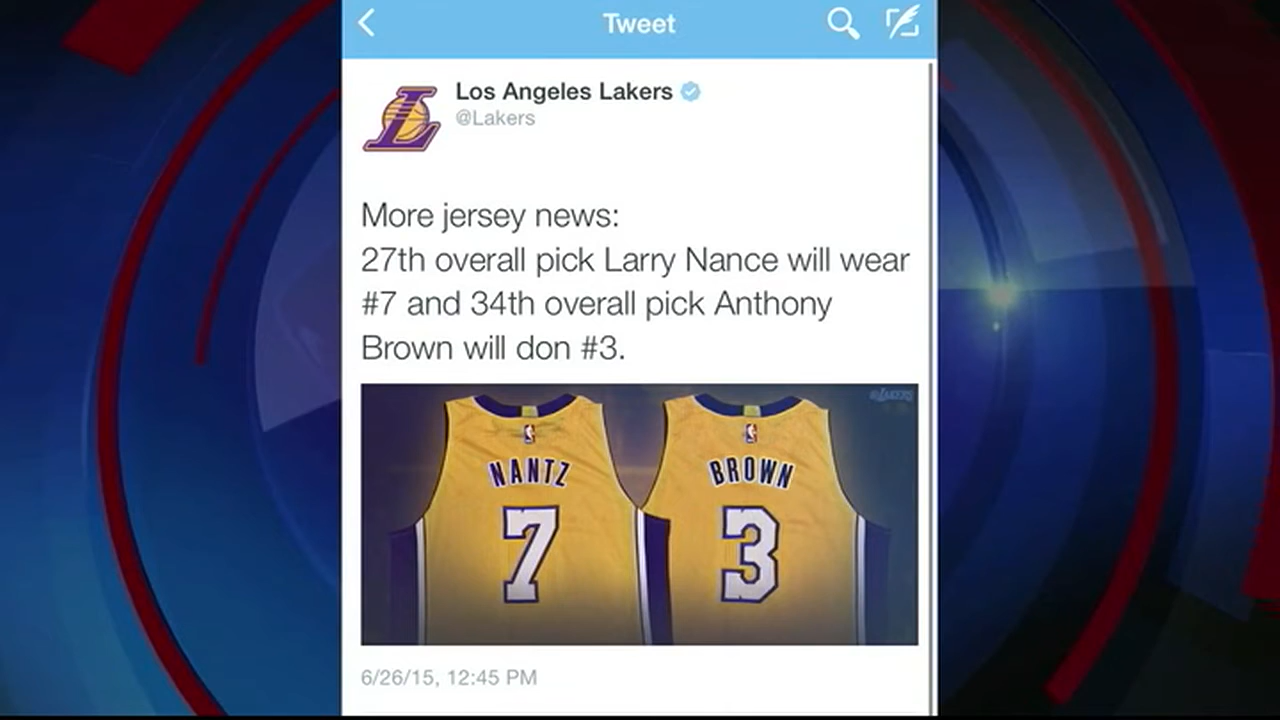 Tweet
Los Angeles Lakers
@Lakers
More jersey news:
27th overall pick Larry Nance will wear
#7 and 34th overall pick Anthony
Brown will don #3.
@LAKERS
NANTZ
BROWN
7
3
6/26/15, 12:45 PM